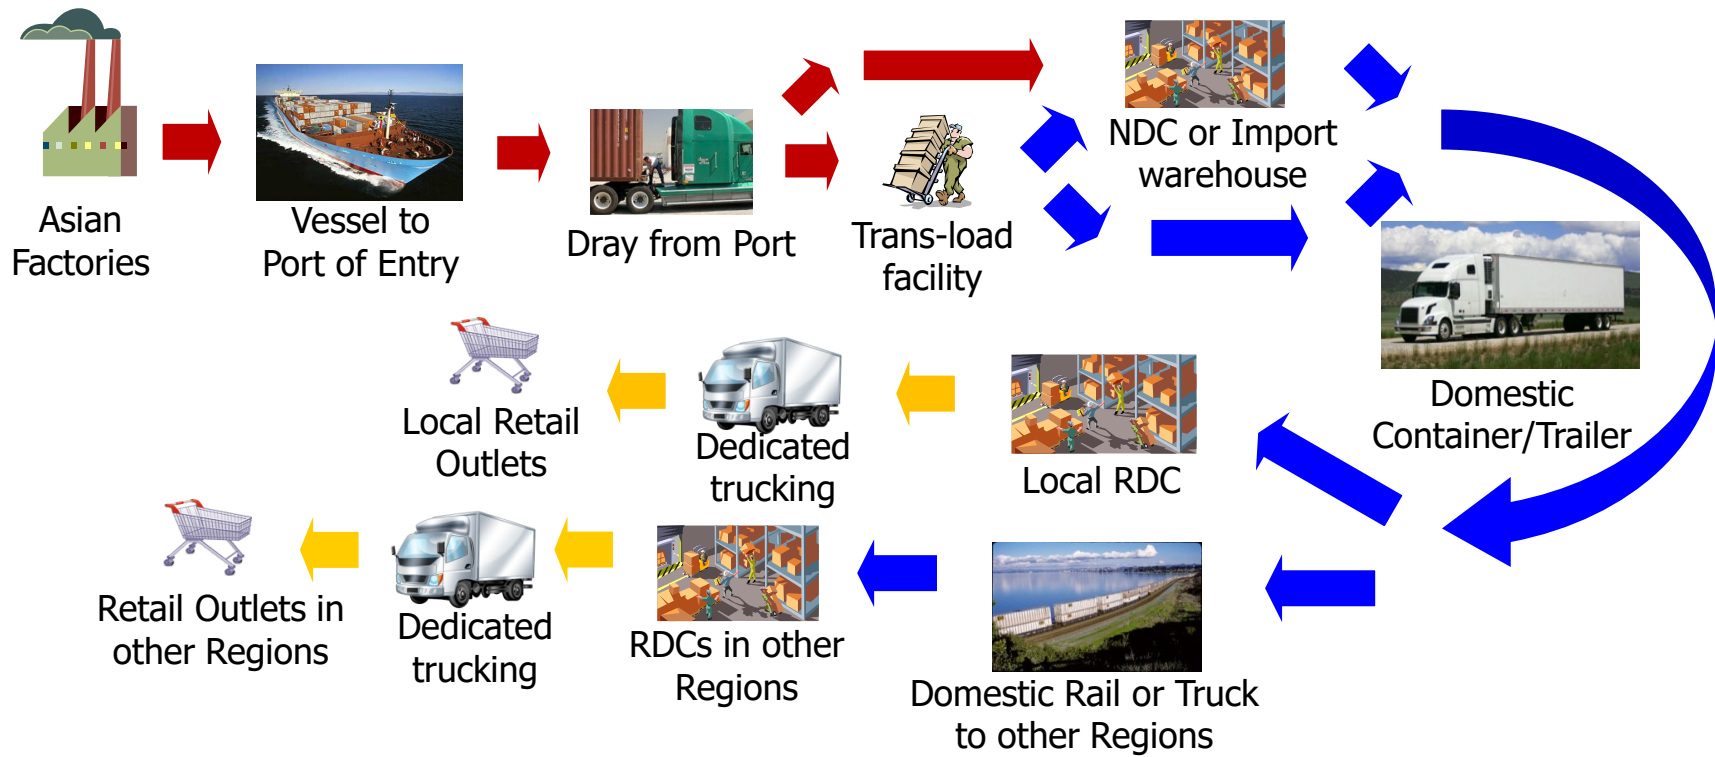 Asian
Factories
Vessel to
Port of Entry
Dray from Port
Trans-load
facility
NDC or Import
warehouse
Domestic
Container/Trailer
Local RDC
Dedicated
trucking
Local Retail
Outlets
Domestic Rail or Truck
to other Regions
RDCs in other
Regions
Dedicated
trucking
Retail Outlets in
other Regions